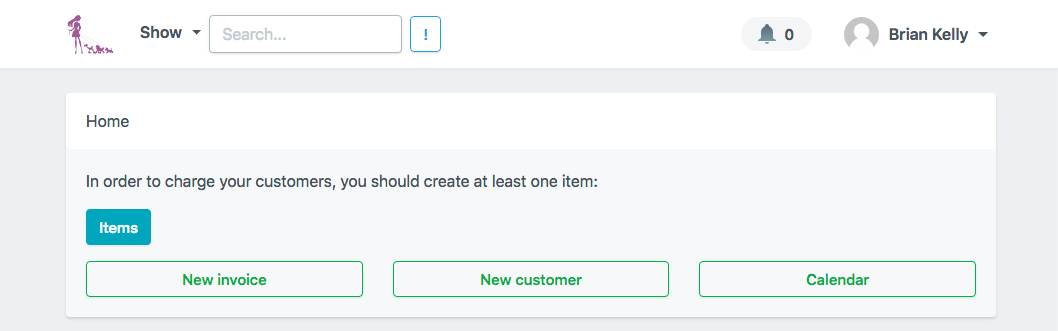 Show Search... ! 0 Brian Kelly
Home
In order to charge your customers, you should create at least one item:
Items
New invoice New customer Calendar